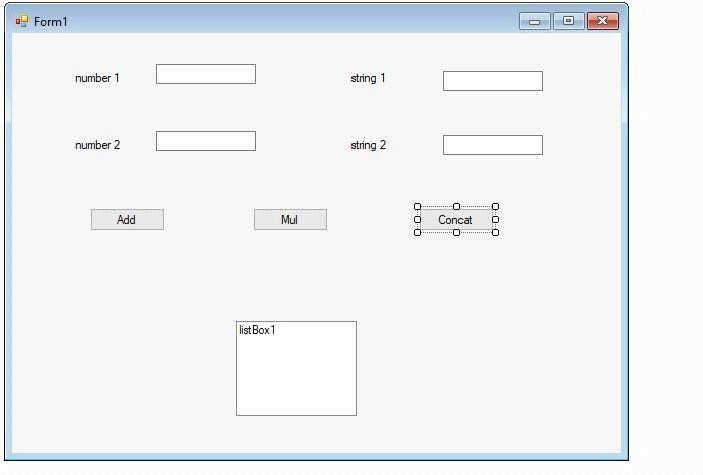 Form1
number 1
string 1
number 2
string 2
Add
Mul
Concat
listBox1